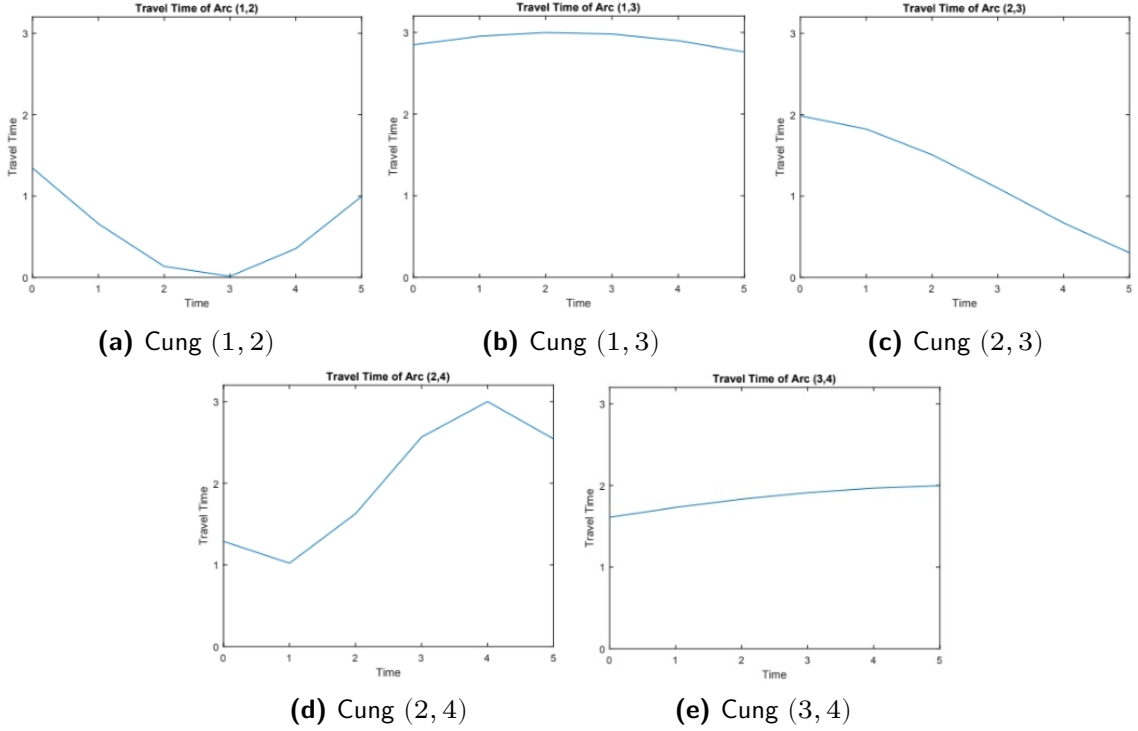 Travel Time of Arc (1,2)
3
2
1
0
Travel Time
0 1 2 3 4 5
Time
(a) Cung (1, 2)
Travel Time of Arc (1,3)
3
2
1
0
Travel Time
0 1 2 3 4 5
Time
(b) Cung (1, 3)
Travel Time of Arc (2,3)
3
2
1
0
Travel Time
0 1 2 3 4 5
Time
(c) Cung (2, 3)
Travel Time of Arc (2,4)
3
2
1
0
Travel Time
0 1 2 3 4 5
Time
(d) Cung (2, 4)
Travel Time of Arc (3,4)
3
2
1
0
Travel Time
0 1 2 3 4 5
Time
(e) Cung (3, 4)